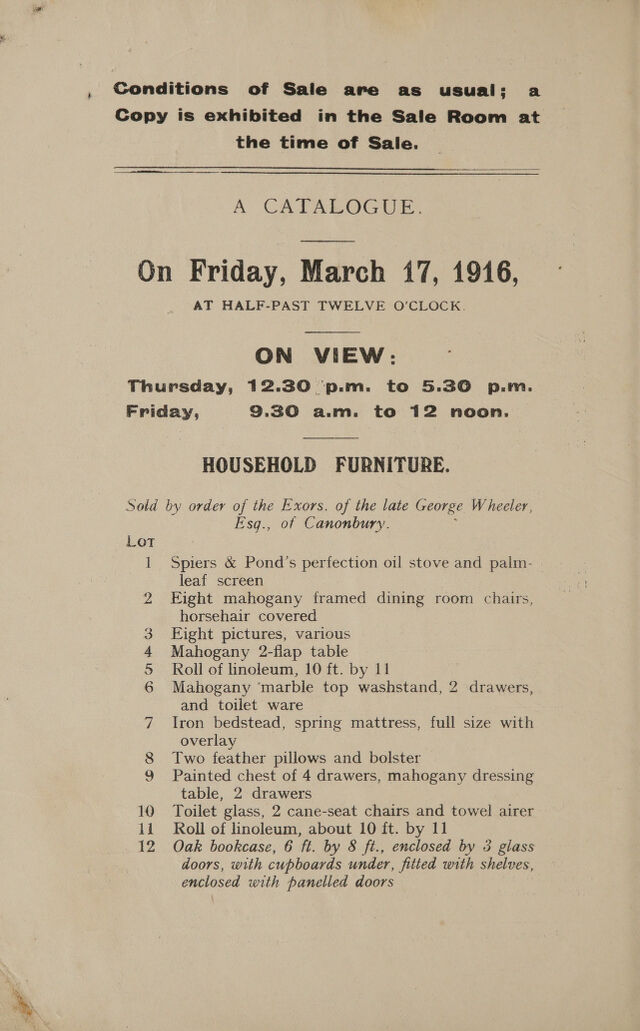 Conditions of Sale are as usual; a
Copy is exhibited in the Sale Room at
the time of Sale.
A CATALOGUE.
On Friday, March 17, 1916,
AT HALF-PAST TWELVE O'CLOCK.
ON VIEW:
Thursday, 12.30 p.m. to 5.30 p.m.
Friday, 9.30 a.m. to 12 noon.
HOUSEHOLD FURNITURE.
Sold by order of the Exors. of the late George Wheeler,
Esq., of Canonbury.
LOT
1 Spiers & Pond's perfection oil stove and palm-
leaf screen
2 Eight mahogany framed dining room chairs,
horsehair covered
3 Eight pictures, various
4 Mahogany 2-flap table
5 Roll of linoleum, 10 ft. by 11
6 Mahogany marble top washstand, 2 drawers,
and toilet ware
7 Iron bedstead, spring mattress, full size with
overlay
8 Two feather pillows and bolster
9 Painted chest of 4 drawers, mahogany dressing
table, 2 drawers
10 Toilet glass, 2 cane-seat chairs and towel airer
11 Roll of linoleum, about 10 ft. by 11
12 Oak bookcase, 6 ft. by 8 ft., enclosed by 3 glass
doors, with cupboards under, fitted with shelves,
enclosed with panelled doors